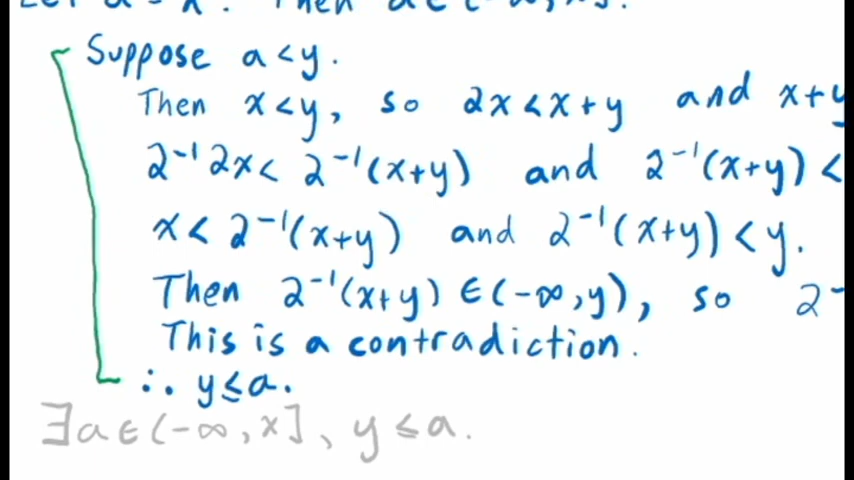 Then
Suppose a<y.
Then x<y, so 2x<x+y and x+y
2⁻¹2x< 2⁻¹(x+y) and 2⁻¹(x+y) <
x< 2⁻¹(x+y) and 2⁻¹(x+y) <y.
Then 2⁻¹(x+y) ∈(-∞,y), so 2⁻
This is a contradiction.
∴ y≤a.
∃a∈(-∞,x], y≤a.